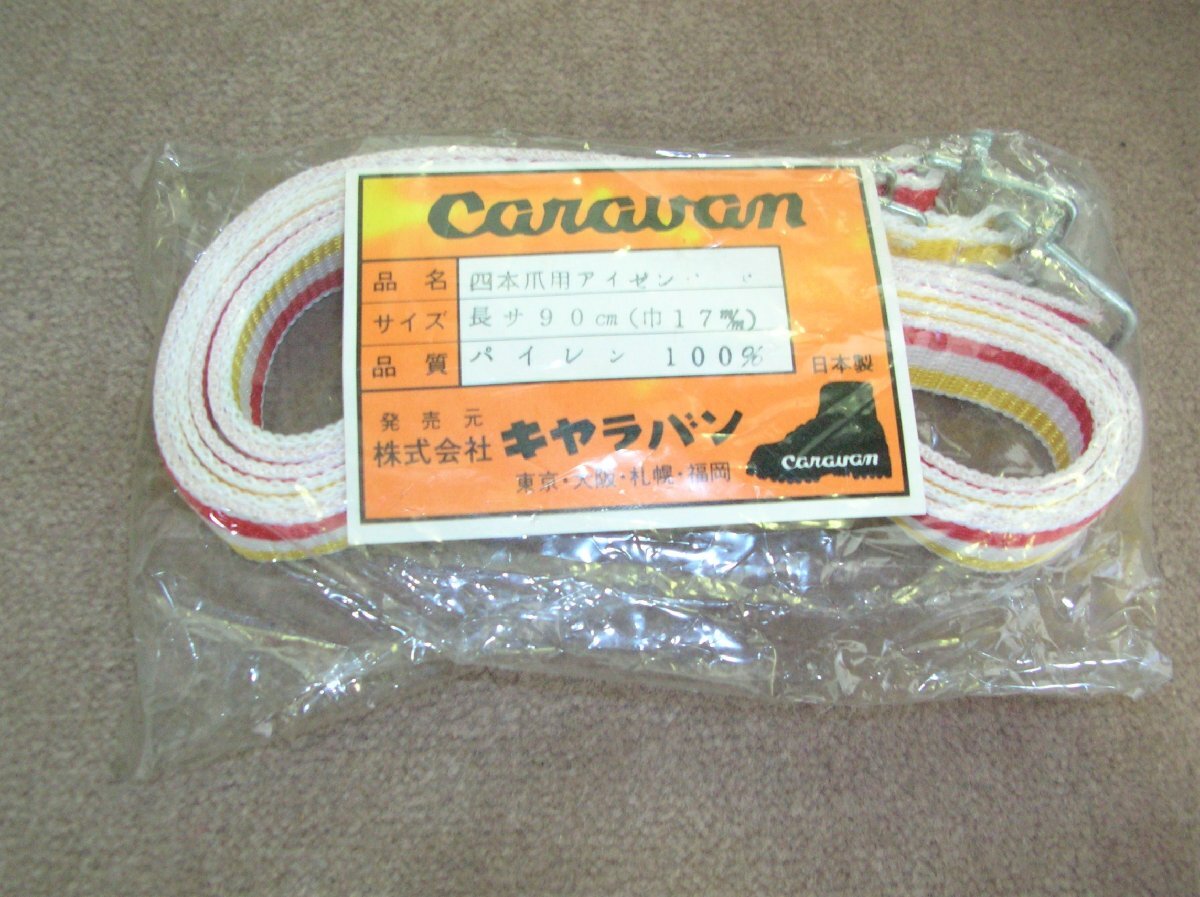 caravan
品名 四本爪用アイゼン
サイズ 長サ90cm(巾17㎜)
品質 パイレン 100%
日本製
発売元
株式会社 キヤラバン
caravan
東京・大阪・札幌・福岡